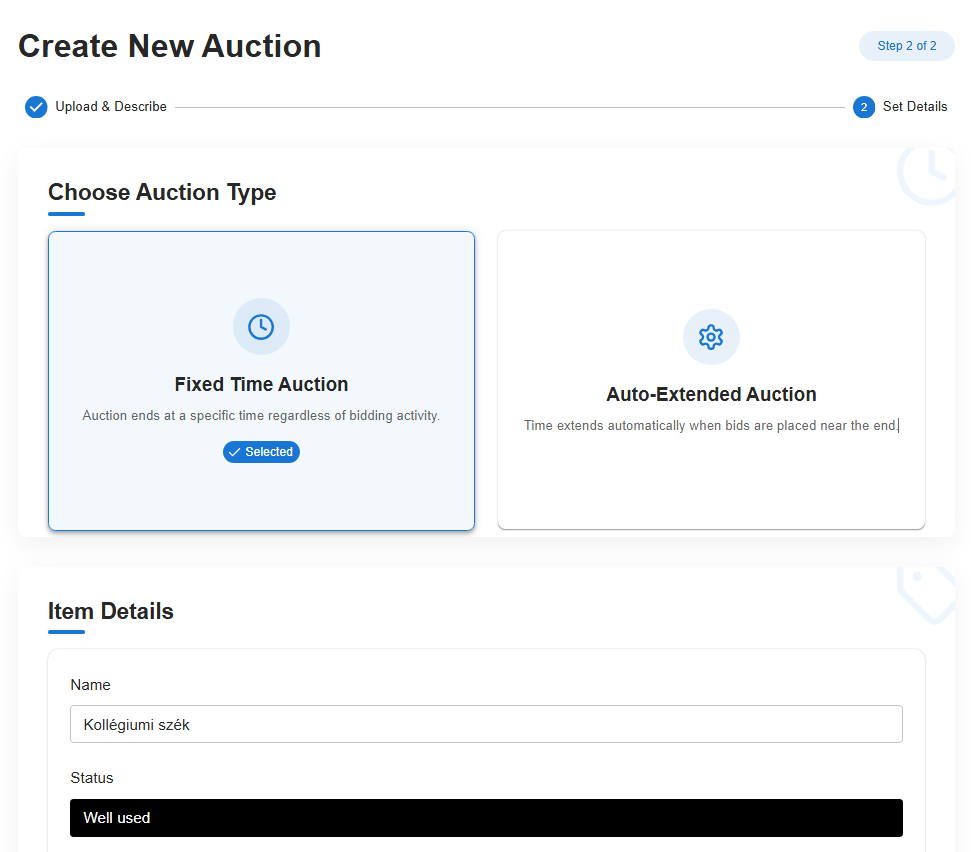 Create New Auction
Step 2 of 2
Upload & Describe
2
Set Details
Choose Auction Type
Fixed Time Auction
Auction ends at a specific time regardless of bidding activity.
Selected
Auto-Extended Auction
Time extends automatically when bids are placed near the end.
Item Details
Name
Kollégiumi szék
Status
Well used